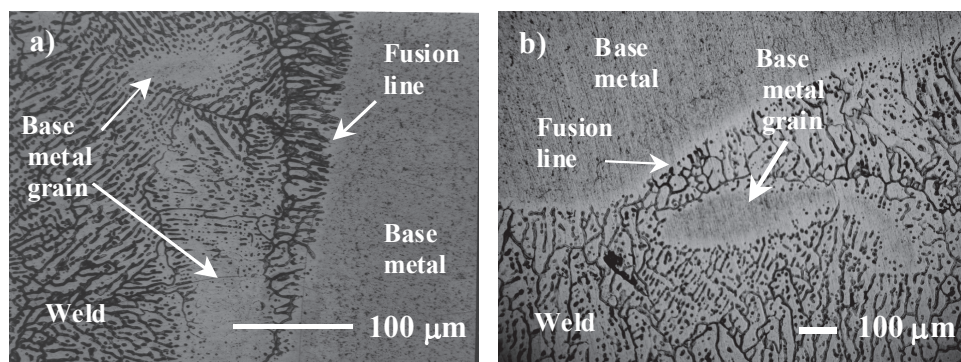 a)
Fusion
line
Base
metal
grain
Base
metal
Weld
100 μm
b)
Base
metal
Base
metal
grain
Fusion
line
Weld
100 μm